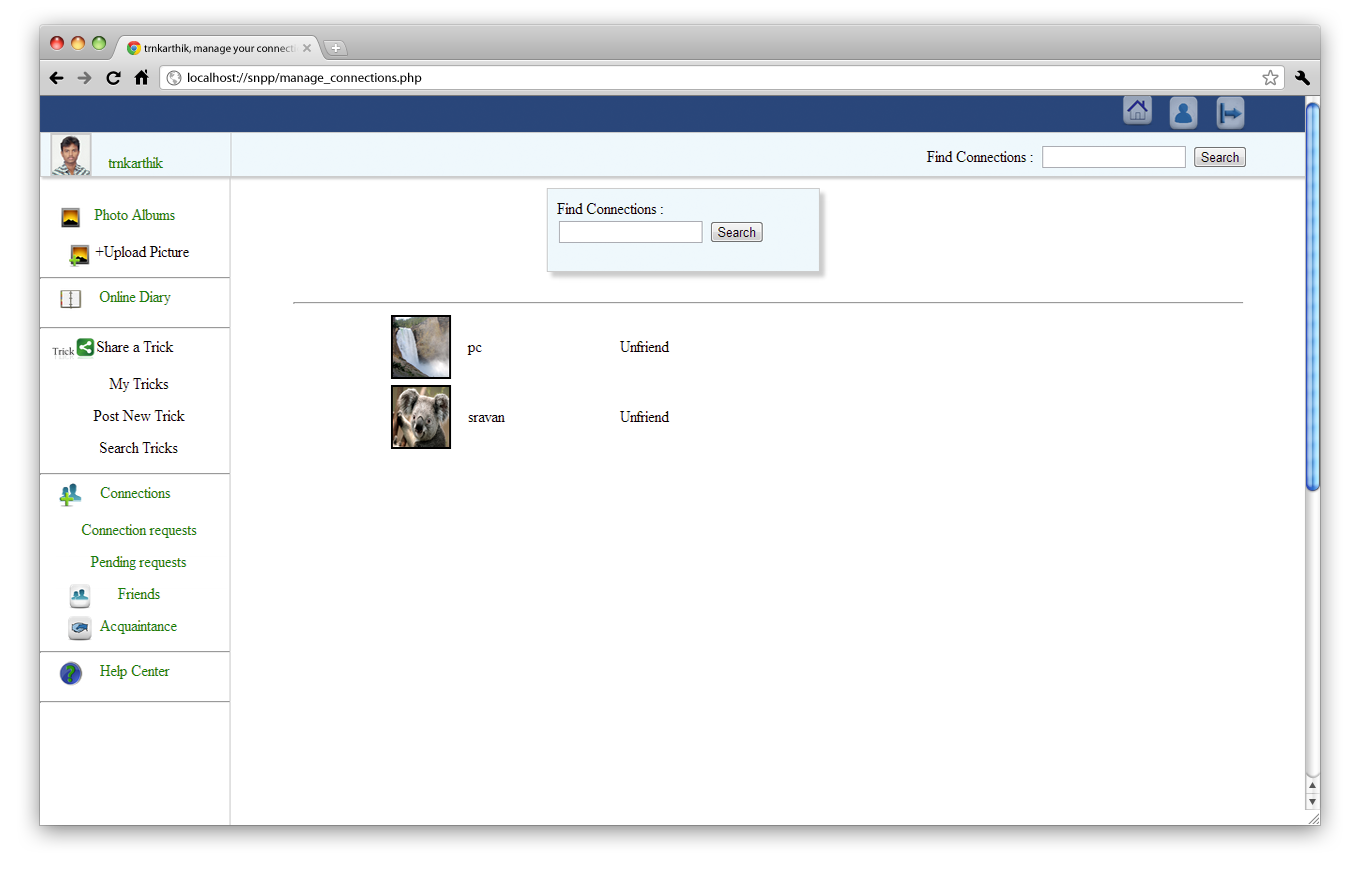 trnkarthik, manage your connecti
localhost://snpp/manage_connections.php
trnkarthik
Find Connections :
Search
Photo Albums
+Upload Picture
Online Diary
Trick Share a Trick
My Tricks
Post New Trick
Search Tricks
Connections
Connection requests
Pending requests
Friends
Acquaintance
Help Center
Find Connections :
Search
pc Unfriend
sravan Unfriend